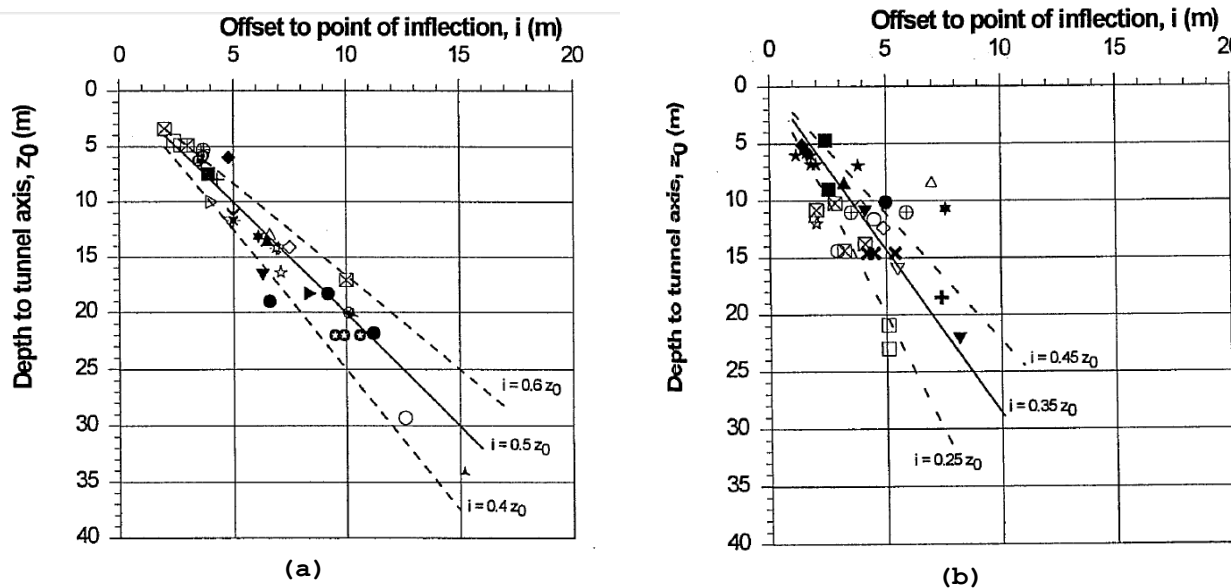 Offset to point of inflection, i (m)
0 5 10 15 20
Depth to tunnel axis, z0 (m)
0
5
10
15
20
25
30
35
40
i = 0.6 z0
i = 0.5 z0
i = 0.4 z0
(a)
Offset to point of inflection, i (m)
0 5 10 15 20
Depth to tunnel axis, z0 (m)
0
5
10
15
20
25
30
35
40
i = 0.45 z0
i = 0.35 z0
i = 0.25 z0
(b)